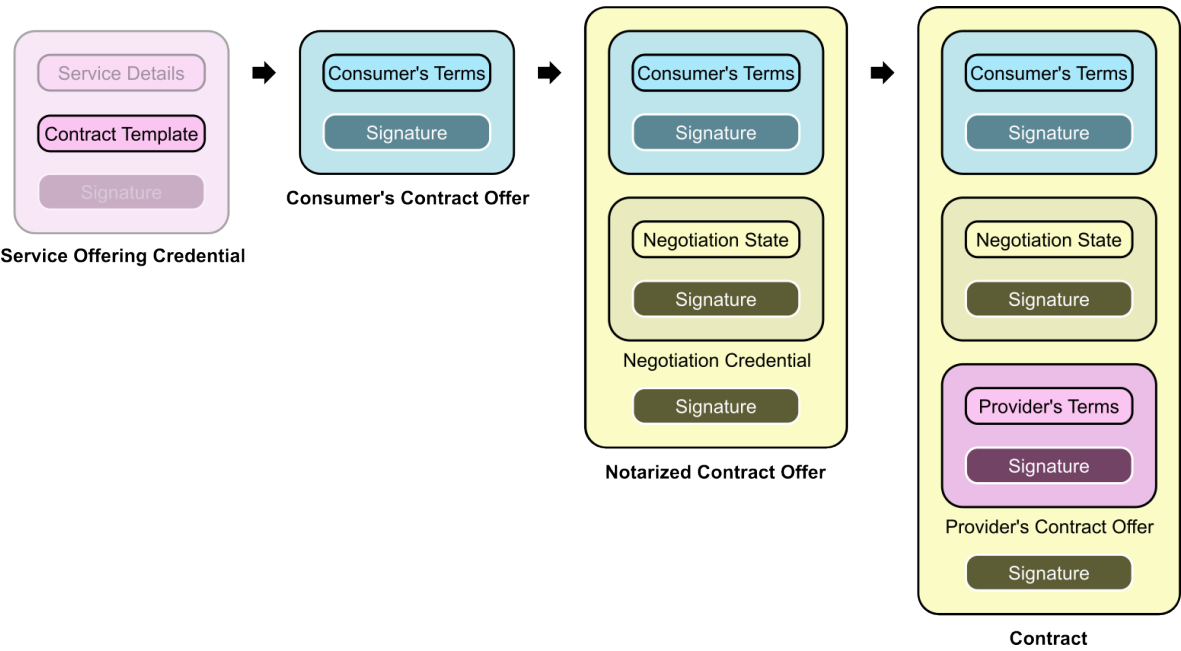 Service Details
Contract Template
Signature
Service Offering Credential
Consumer's Terms
Signature
Consumer's Contract Offer
Consumer's Terms
Signature
Negotiation State
Signature
Negotiation Credential
Signature
Notarized Contract Offer
Consumer's Terms
Signature
Negotiation State
Signature
Provider's Terms
Signature
Provider's Contract Offer
Signature
Contract